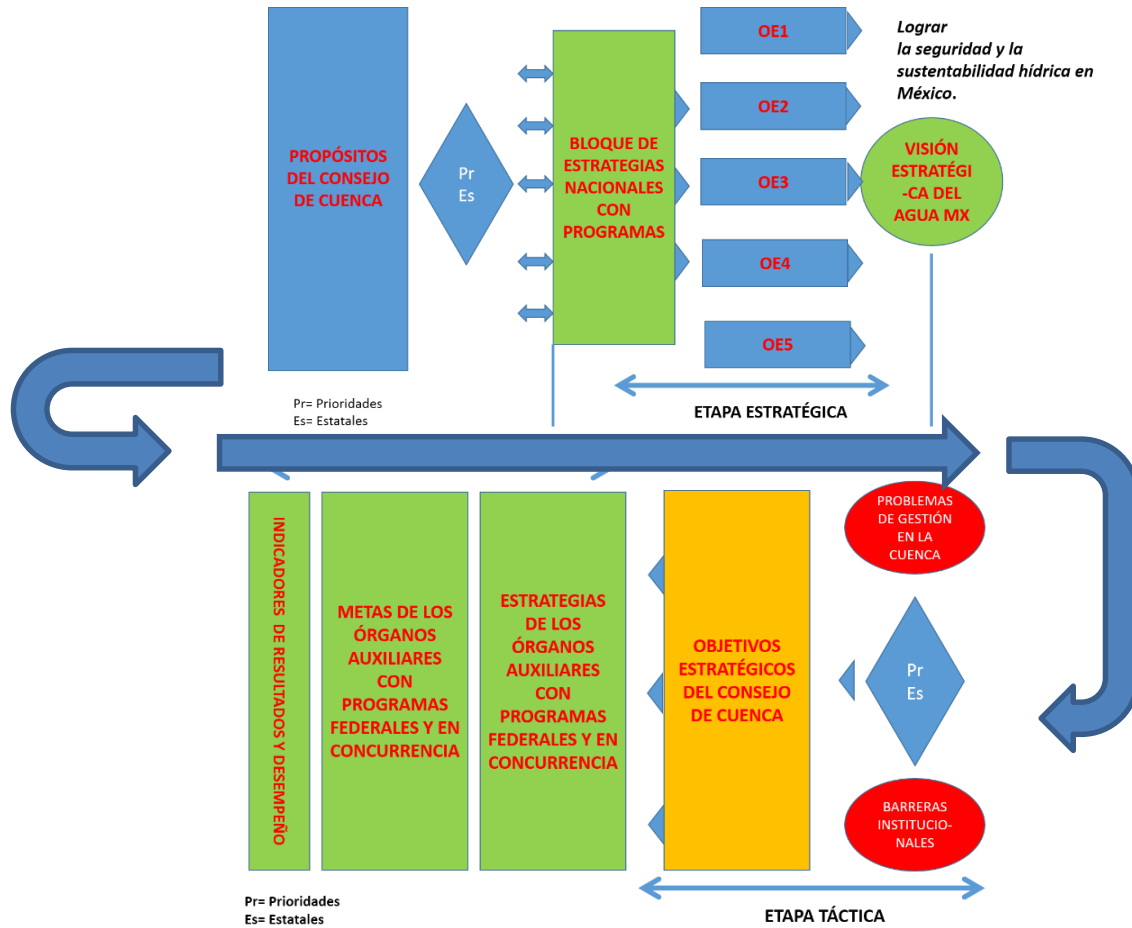 PROPÓSITOS
DEL CONSEJO
DE CUENCA
Pr
Es
BLOQUE DE
ESTRATEGIAS
NACIONALES
CON
PROGRAMAS
OE1
OE2
OE3
OE4
OE5
Lograr
la seguridad y la
sustentabilidad hídrica en
México.
VISIÓN
ESTRATÉGI
-CA DEL
AGUA MX
Pr= Prioridades
Es= Estatales
ETAPA ESTRATÉGICA
INDICADORES DE RESULTADOS Y DESEMPEÑO
METAS DE LOS
ÓRGANOS
AUXILIARES
CON
PROGRAMAS
FEDERALES Y EN
CONCURRENCIA
ESTRATEGIAS
DE LOS
ÓRGANOS
AUXILIARES
CON
PROGRAMAS
FEDERALES Y EN
CONCURRENCIA
OBJETIVOS
ESTRATÉGICOS
DEL CONSEJO
DE CUENCA
PROBLEMAS
DE GESTIÓN
EN LA
CUENCA
Pr
Es
BARRERAS
INSTITUCIO-
NALES
Pr= Prioridades
Es= Estatales
ETAPA TÁCTICA